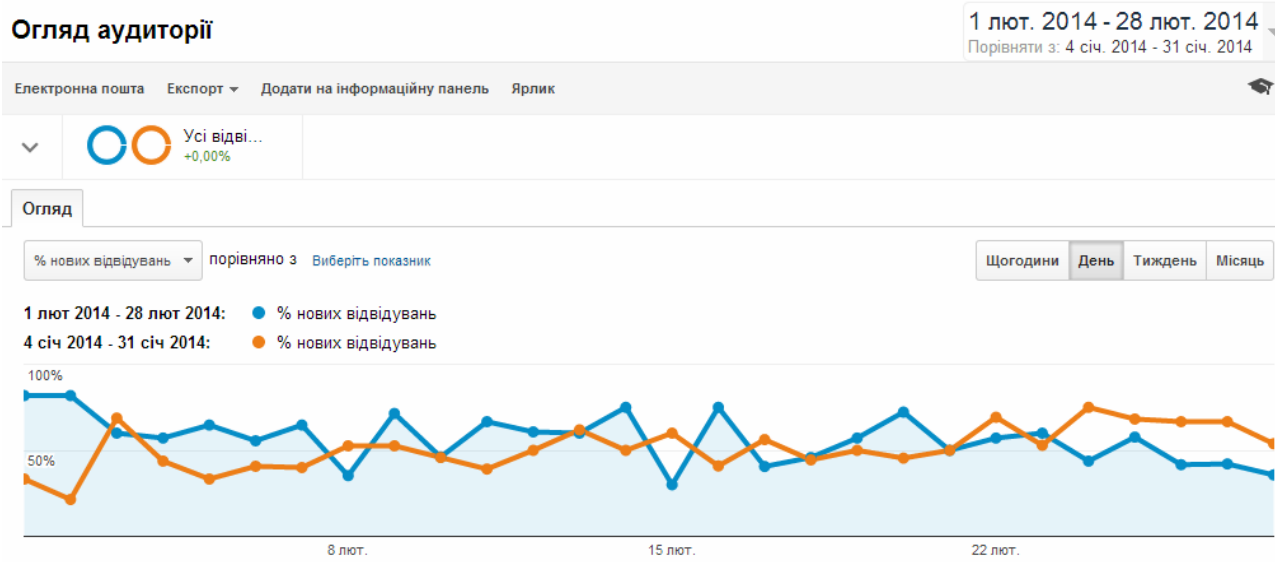 Огляд аудиторії
1 лют. 2014 - 28 лют. 2014
Порівняти з: 4 січ. 2014 - 31 січ. 2014
Електронна пошта Експорт Додати на інформаційну панель Ярлик
Усі відві...
+0,00%
Огляд
% нових відвідувань порівняно з Виберіть показник
Щогодини День Тиждень Місяць
1 лют 2014 - 28 лют 2014: % нових відвідувань
4 січ 2014 - 31 січ 2014: % нових відвідувань
100%
50%
8 лют. 15 лют. 22 лют.